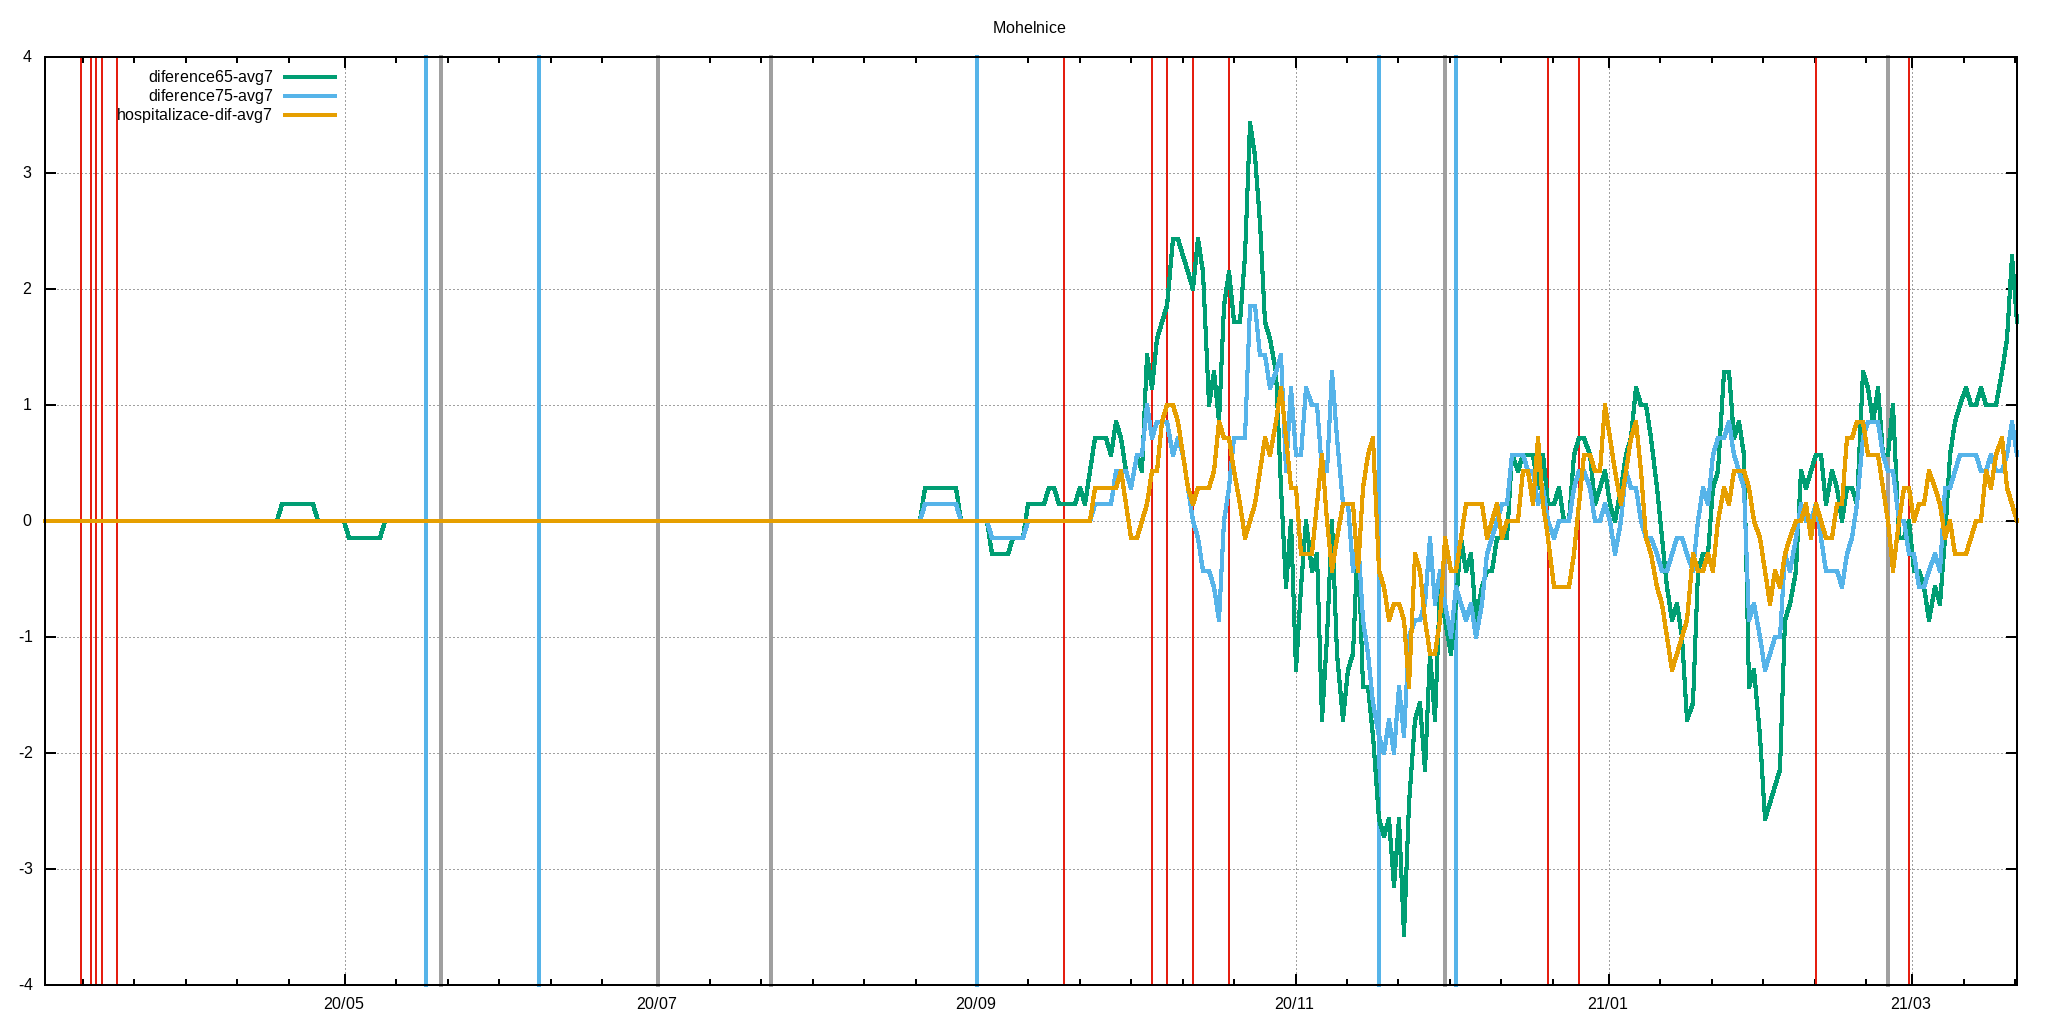 Mohelnice
diference65-avg7
diference75-avg7
hospitalizace-dif-avg7
4
3
2
1
0
-1
-2
-3
-4
20/05 20/07 20/09 20/11 21/01 21/03